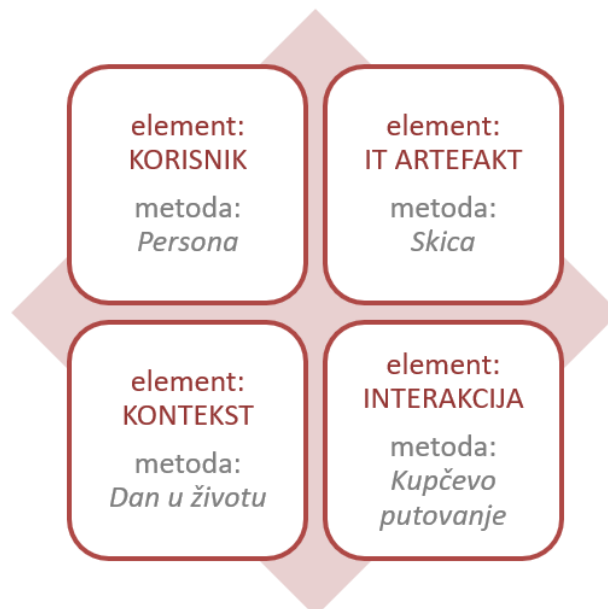 element:
KORISNIK
metoda:
Persona
element:
IT ARTEFAKT
metoda:
Skica
element:
KONTEKST
metoda:
Dan u životu
element:
INTERAKCIJA
metoda:
Kupčevo
putovanje